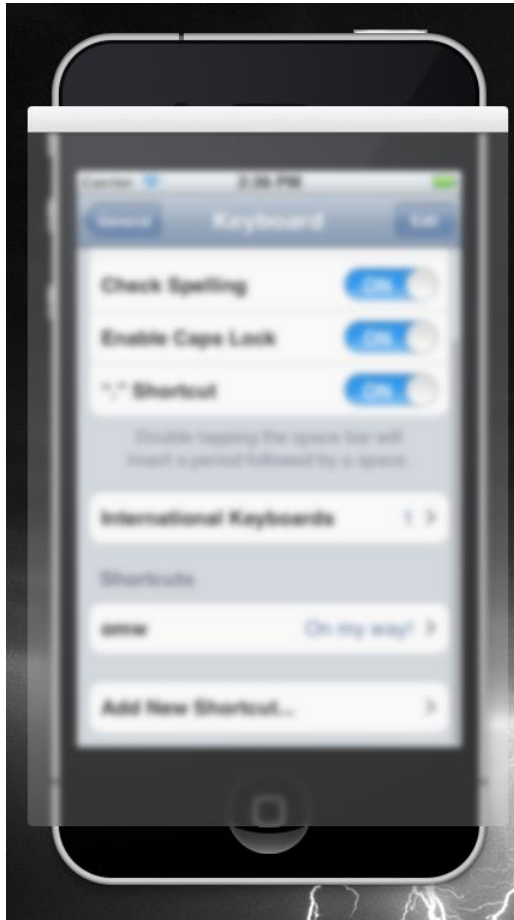 Carrier 2:36 PM
General Keyboard Edit
Check Spelling ON
Enable Caps Lock ON
"." Shortcut ON
Double tapping the space bar will
insert a period followed by a space.
International Keyboards 1 >
Shortcuts
omw On my way! >
Add New Shortcut... >